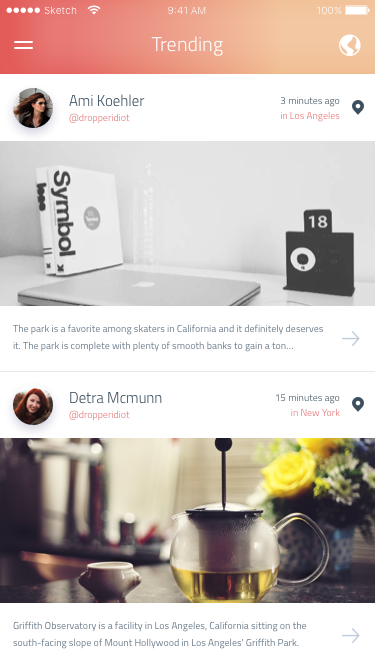 Sketch 9:41 AM 100%
Trending
Ami Koehler 3 minutes ago
@dropperidiot in Los Angeles
Symbol
18
The park is a favorite among skaters in California and it definitely deserves
it. The park is complete with plenty of smooth banks to gain a ton...
Detra Mcmunn 15 minutes ago
@dropperidiot in New York
Griffith Observatory is a facility in Los Angeles, California sitting on the
south-facing slope of Mount Hollywood in Los Angeles' Griffith Park.